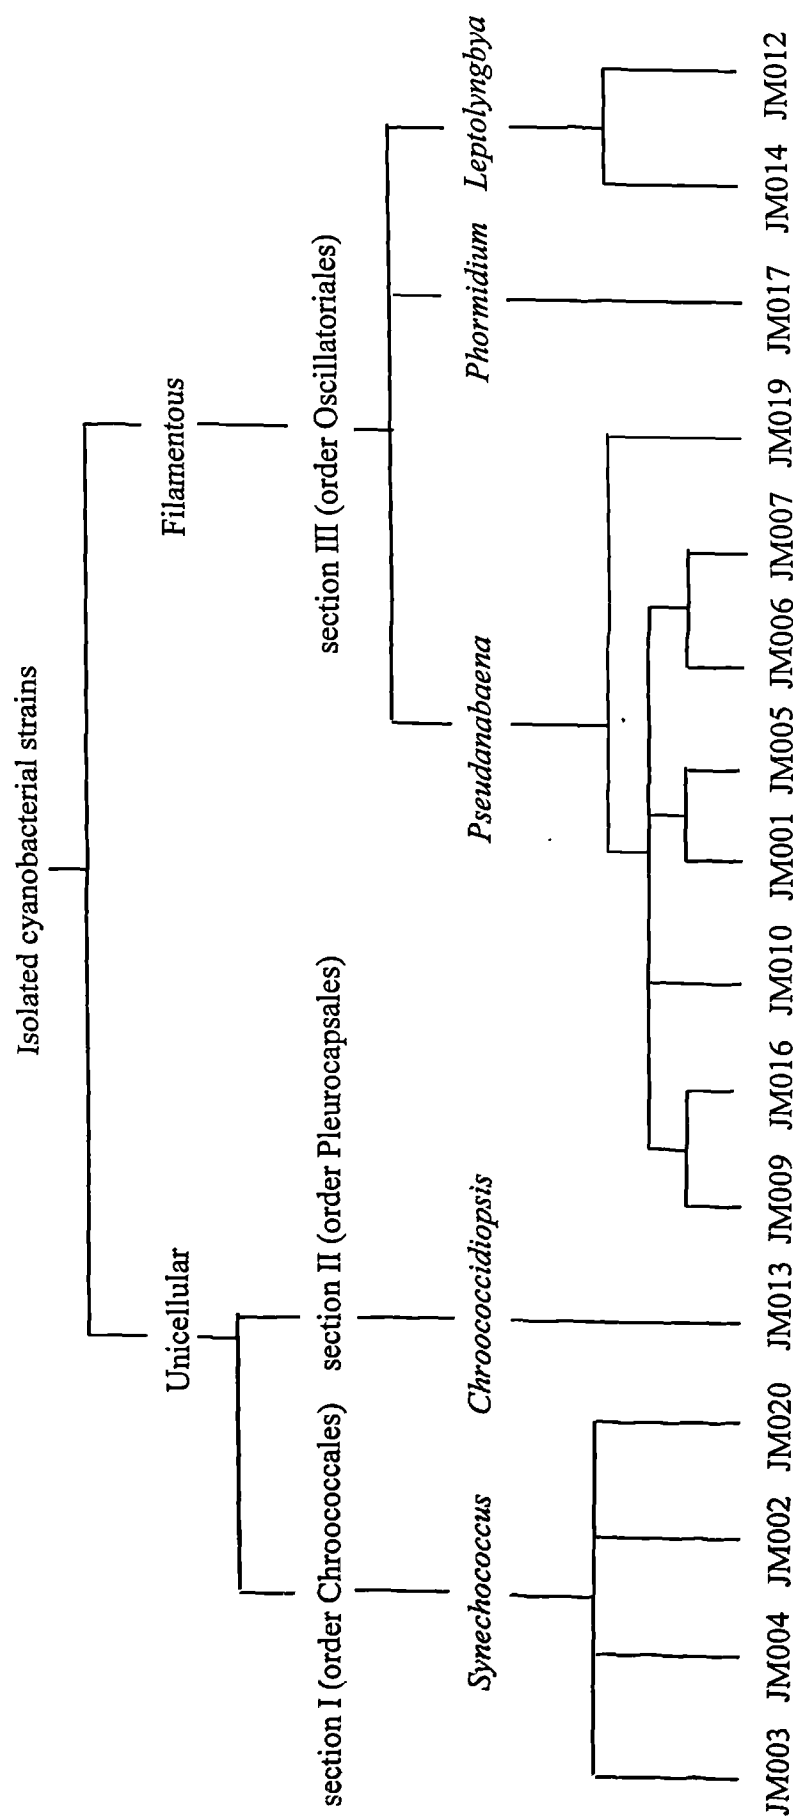 Isolated cyanobacterial strains
Unicellular
Filamentous
section I (order Chroococcales)
section II (order Pleurocapsales)
section III (order Oscillatoriales)
Synechococcus
Chroococcidiopsis
Pseudanabaena
Phormidium
Leptolyngbya
JM003
JM004
JM002
JM020
JM013
JM009
JM016
JM010
JM001
JM005
JM006
JM007
JM019
JM017
JM014
JM012